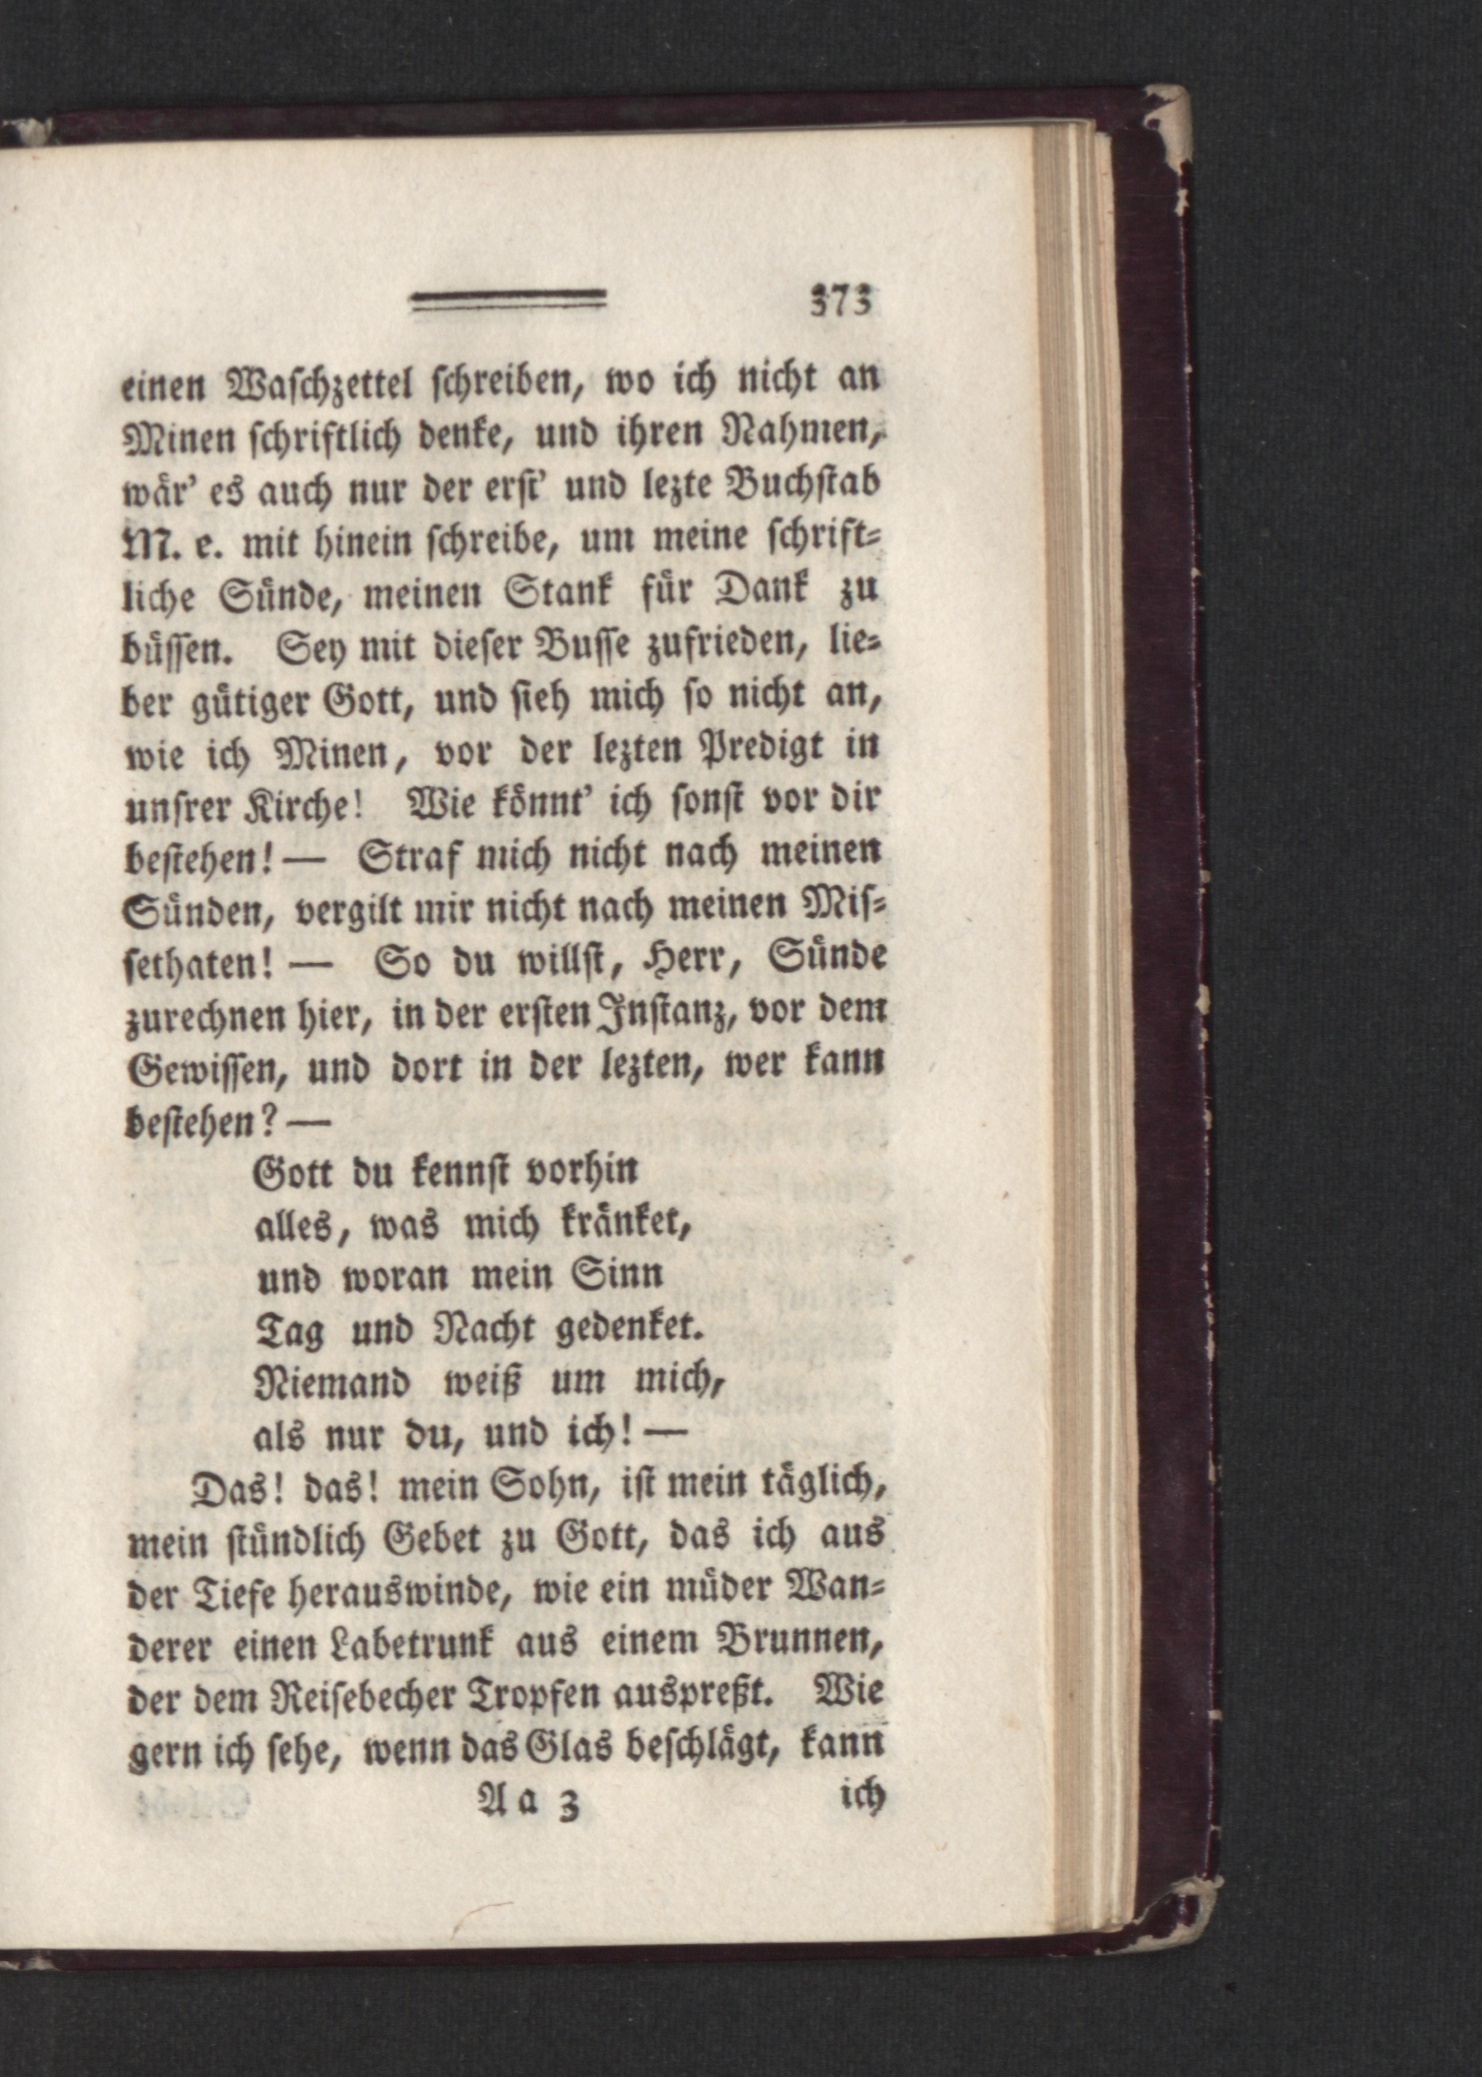 373
einen Waſchzettel ſchreiben, wo ich nicht an
Minen ſchriftlich denke, und ihren Nahmen,
wär' es auch nur der erſt' und lezte Buchſtab
M. e. mit hinein ſchreibe, um meine ſchrift⸗
liche Sünde, meinen Stank für Dank zu
büſſen. Sey mit dieſer Buſſe zufrieden, lie⸗
ber gütiger Gott, und ſieh mich ſo nicht an,
wie ich Minen, vor der lezten Predigt in
unſrer Kirche! Wie könnt' ich ſonſt vor dir
beſtehen! — Straf mich nicht nach meinen
Sünden, vergilt mir nicht nach meinen Miſ⸗
ſethaten! — So du willſt, Herr, Sünde
zurechnen hier, in der erſten Inſtanz, vor dem
Gewiſſen, und dort in der lezten, wer kann
beſtehen? —
Gott du kennſt vorhin
alles, was mich kränket,
und woran mein Sinn
Tag und Nacht gedenket.
Niemand weiß um mich,
als nur du, und ich! —
Das! das! mein Sohn, iſt mein täglich,
mein ſtündlich Gebet zu Gott, das ich aus
der Tiefe herauswinde, wie ein müder Wan⸗
derer einen Labetrunk aus einem Brunnen,
der dem Reiſebecher Tropfen auspreßt. Wie
gern ich ſehe, wenn das Glas beſchlägt, kann
A a 3 ich